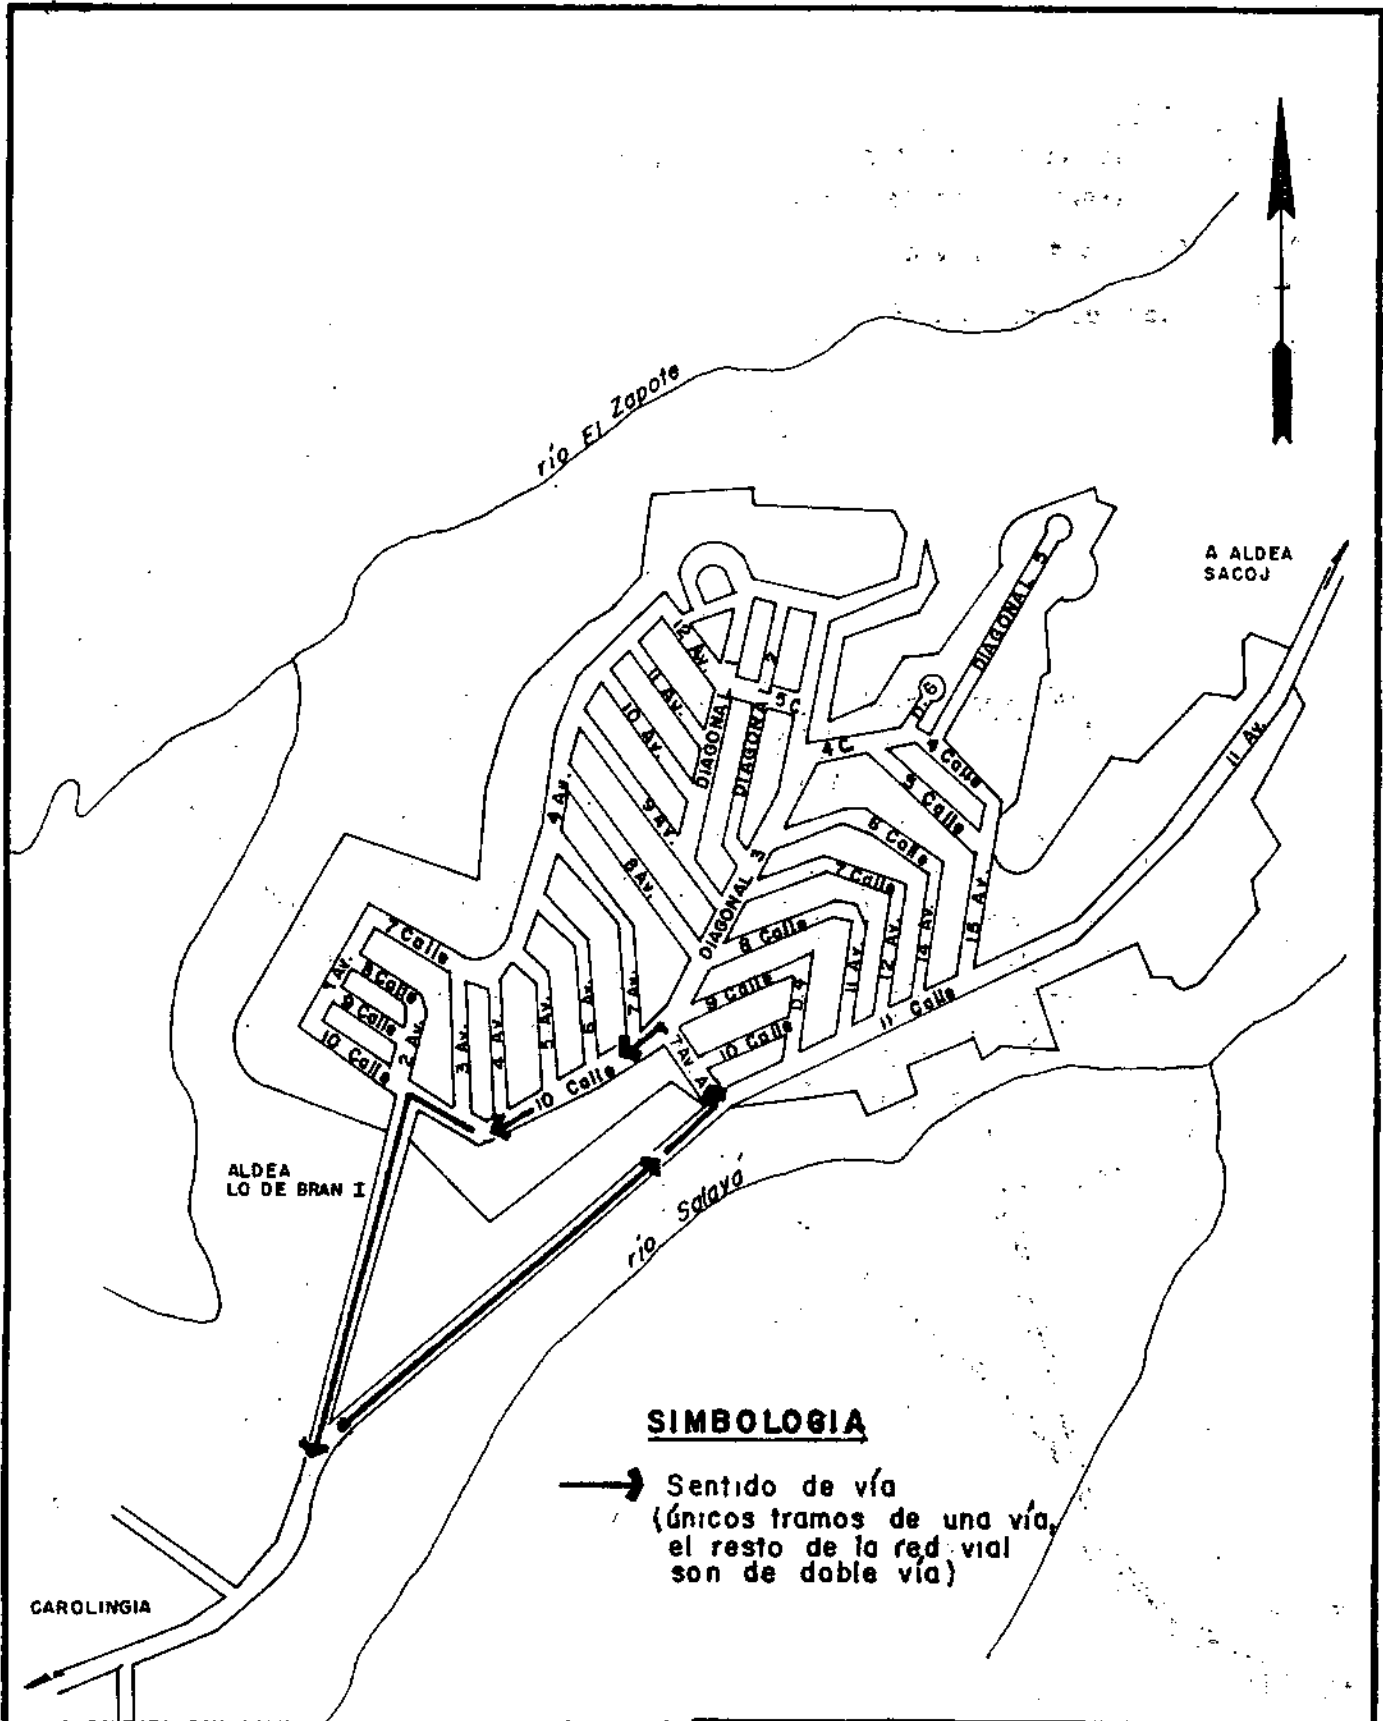 río El Zapote
A ALDEA
SACOJ
DIAGONAL 5
D. 6
12 Av.
11 Av.
10 Av.
9 Av.
8 Av.
4 Av.
DIAGONAL 1
DIAGONAL 2
5 C.
4 C.
4 Calle
5 Calle
6 Calle
7 Calle
8 Calle
9 Calle
10 Calle
DIAGONAL 3
11 Av.
12 Av.
14 Av.
15 Av.
11 Calle
11 Av.
D. 4
7 Av. A
7 Calle
1 Av.
8 Calle
9 Calle
10 Calle
2 Av.
3 Av.
4 Av.
5 Av.
6 Av.
7 Av.
10 Calle
ALDEA
LO DE BRAN I
río Salayá
SIMBOLOGIA
Sentido de vía
(únicos tramos de una vía,
el resto de la red vial
son de doble vía)
CAROLINGIA